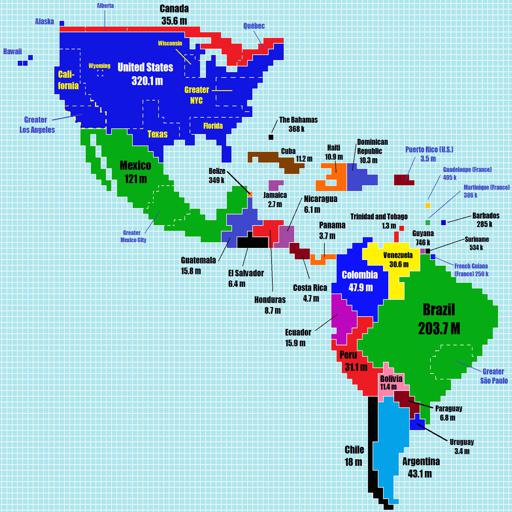 Alaska
Alberta
Canada
35.6 m
Québec
Hawaii
Wisconsin
Wyoming
United States
320.1 m
Cali-
fornia
Greater
NYC
Greater
Los Angeles
Texas
Florida
The Bahamas
368 k
Cuba
11.2 m
Haiti
10.9 m
Dominican
Republic
10.3 m
Puerto Rico (U.S.)
3.5 m
Mexico
121 m
Belize
349 k
Jamaica
2.7 m
Nicaragua
6.1 m
Guadeloupe (France)
405 k
Martinique (France)
386 k
Barbados
285 k
Trinidad and Tobago
1.3 m
Guyana
746 k
Suriname
534 k
French Guiana
(France) 250 k
Greater
Mexico City
Panama
3.7 m
Guatemala
15.8 m
El Salvador
6.4 m
Honduras
8.7 m
Costa Rica
4.7 m
Venezuela
30.6 m
Colombia
47.9 m
Ecuador
15.9 m
Brazil
203.7 M
Peru
31.1 m
Bolivia
11.4 m
Greater
São Paulo
Paraguay
6.8 m
Uruguay
3.4 m
Chile
18 m
Argentina
43.1 m